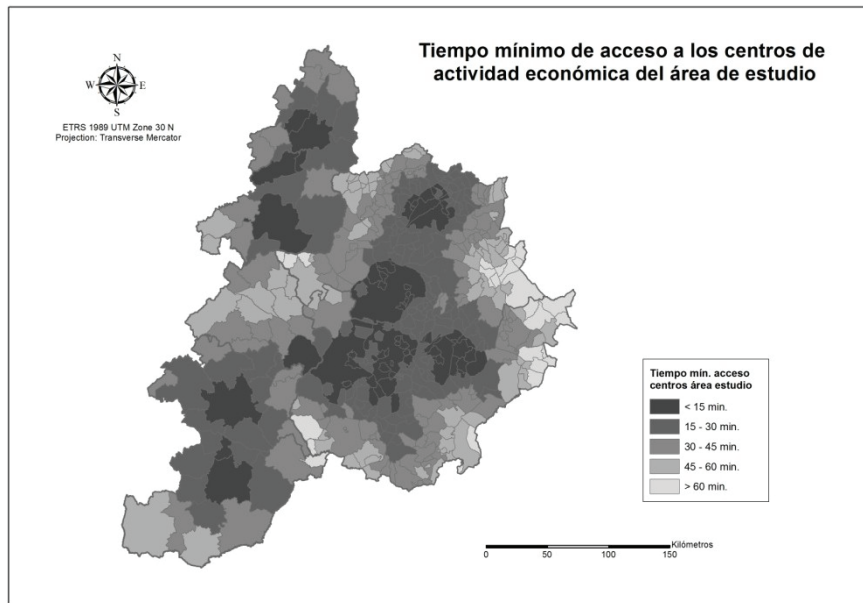 Tiempo mínimo de acceso a los centros de
actividad económica del área de estudio
N
W E
S
ETRS 1989 UTM Zone 30 N
Projection: Transverse Mercator
Tiempo mín. acceso
centros área estudio
< 15 min.
15 - 30 min.
30 - 45 min.
45 - 60 min.
> 60 min.
Kilómetros
0 50 100 150